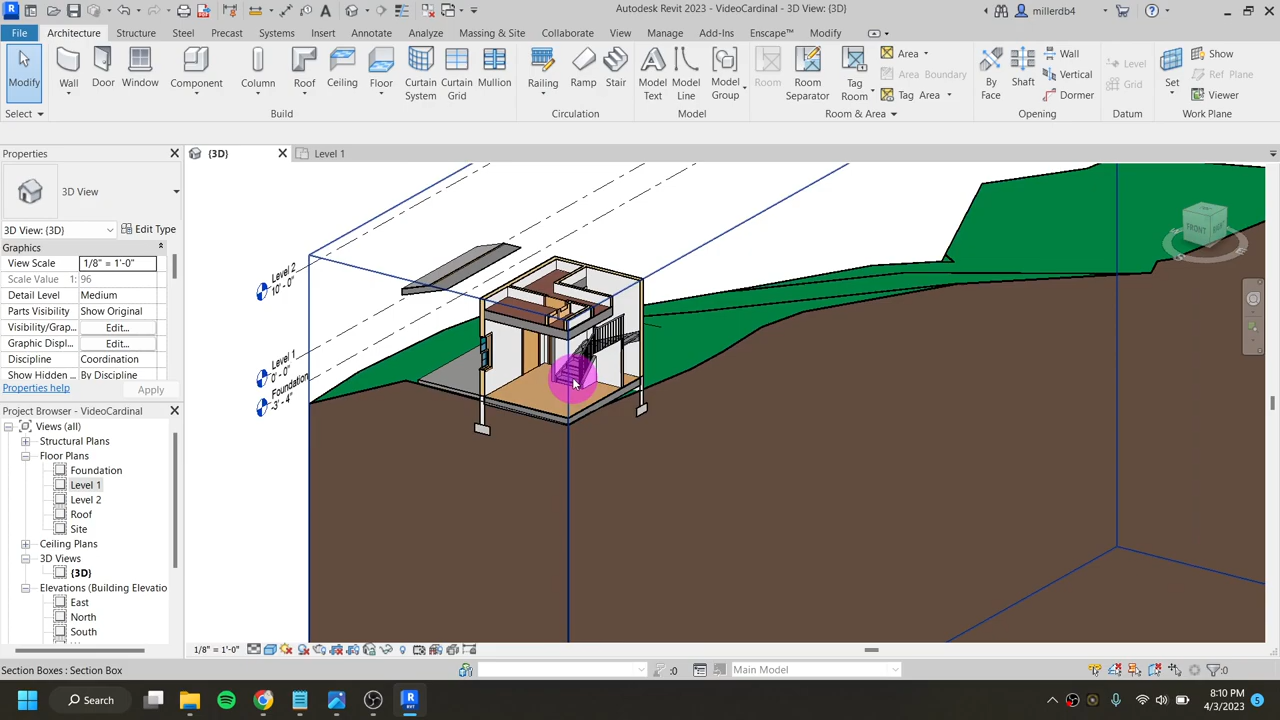 Autodesk Revit 2023 - VideoCardinal - 3D View: {3D}
millerdb4
File
Architecture
Structure
Steel
Precast
Systems
Insert
Annotate
Analyze
Massing & Site
Collaborate
View
Manage
Add-Ins
Enscape™
Modify
Modify
Wall
Door
Window
Component
Column
Roof
Ceiling
Floor
Curtain System
Curtain Grid
Mullion
Railing
Ramp
Stair
Model Text
Model Line
Model Group
Room
Room Separator
Tag Room
Area
Area Boundary
Tag Area
By Face
Shaft
Wall
Vertical
Dormer
Level
Grid
Set
Show
Ref Plane
Viewer
Select
Build
Circulation
Model
Room & Area
Opening
Datum
Work Plane
Properties
{3D}
Level 1
3D View
3D View: {3D}
Edit Type
Graphics
View Scale
1/8" = 1'-0"
Scale Value 1:
96
Detail Level
Medium
Parts Visibility
Show Original
Visibility/Grap...
Edit...
Graphic Displ...
Edit...
Discipline
Coordination
Show Hidden ...
By Discipline
Properties help
Apply
Project Browser - VideoCardinal
Views (all)
Structural Plans
Floor Plans
Foundation
Level 1
Level 2
Roof
Site
Ceiling Plans
3D Views
{3D}
Elevations (Building Elevatio
East
North
South
Level 2
10' - 0"
Level 1
0' - 0"
Foundation
-3' - 4"
FRONT
1/8" = 1'-0"
Section Boxes : Section Box
:0
Main Model
:0
Search
8:10 PM
4/3/2023
5